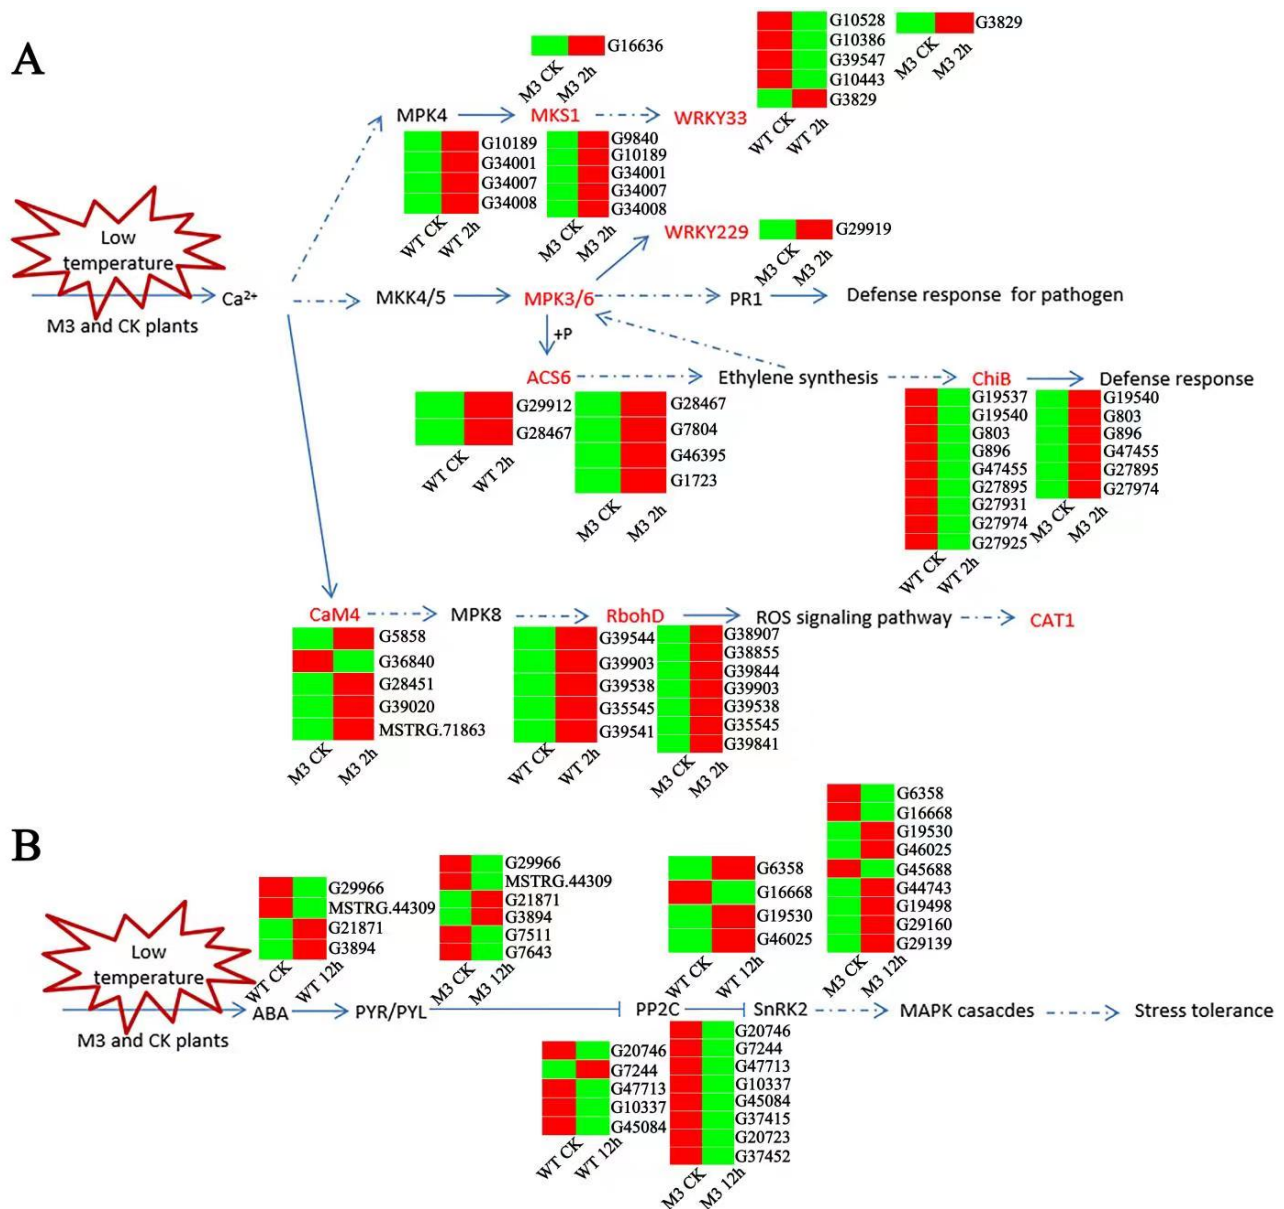 A
M3 CK
M3 2h
G16636
G10528
G10386
G39547
G10443
G3829
WT CK
WT 2h
G3829
M3 CK
M3 2h
MPK4
MKS1
WRKY33
G10189
G34001
G34007
G34008
WT CK
WT 2h
G9840
G10189
G34001
G34007
G34008
M3 CK
M3 2h
WRKY229
G29919
M3 CK
M3 2h
Low
temperature
M3 and CK plants
Ca²⁺
MKK4/5
MPK3/6
PR1
Defense response for pathogen
+P
ACS6
Ethylene synthesis
ChiB
Defense response
G29912
G28467
WT CK
WT 2h
G28467
G7804
G46395
G1723
M3 CK
M3 2h
G19537
G19540
G803
G896
G47455
G27895
G27931
G27974
G27925
WT CK
WT 2h
G19540
G803
G896
G47455
G27895
G27974
M3 CK
M3 2h
CaM4
MPK8
RbohD
ROS signaling pathway
CAT1
G5858
G36840
G28451
G39020
MSTRG.71863
M3 CK
M3 2h
G39544
G39903
G39538
G35545
G39541
WT CK
WT 2h
G38907
G38855
G39844
G39903
G39538
G35545
G39841
M3 CK
M3 2h
B
Low
temperature
M3 and CK plants
G29966
MSTRG.44309
G21871
G3894
WT CK
WT 12h
G29966
MSTRG.44309
G21871
G3894
G7511
G7643
M3 CK
M3 12h
G6358
G16668
G19530
G46025
WT CK
WT 12h
G6358
G16668
G19530
G46025
G45688
G44743
G19498
G29160
G29139
M3 CK
M3 12h
ABA
PYR/PYL
PP2C
SnRK2
MAPK casacdes
Stress tolerance
G20746
G7244
G47713
G10337
G45084
WT CK
WT 12h
G20746
G7244
G47713
G10337
G45084
G37415
G20723
G37452
M3 CK
M3 12h